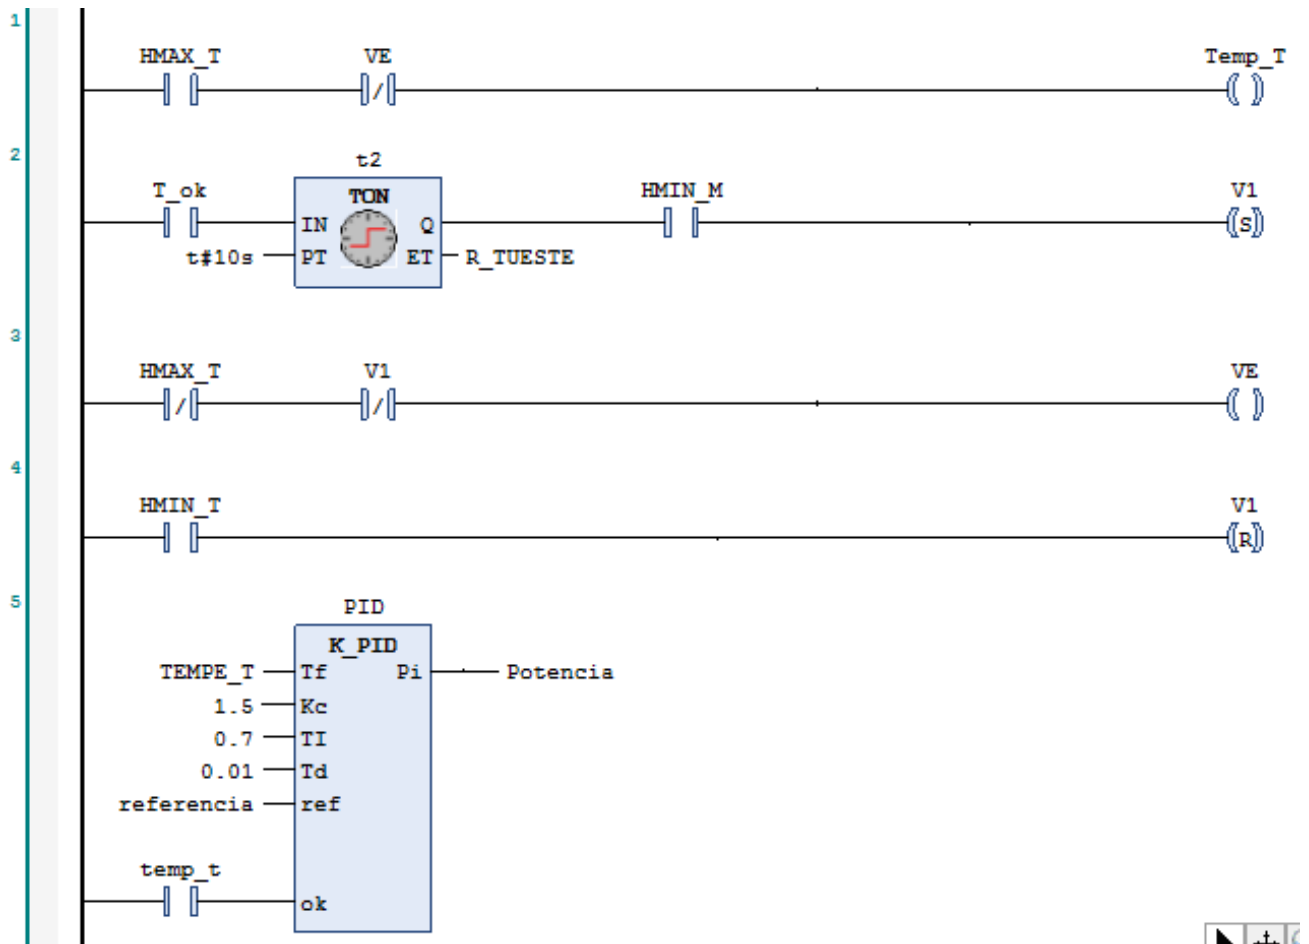 1
HMAX_T VE Temp_T
2
t2
T_ok TON HMIN_M V1
IN Q S
t#10s PT ET R_TUESTE
3
HMAX_T V1 VE
4
HMIN_T V1
R
5
PID
K_PID
TEMPE_T Tf Pi Potencia
1.5 Kc
0.7 TI
0.01 Td
referencia ref
temp_t
ok